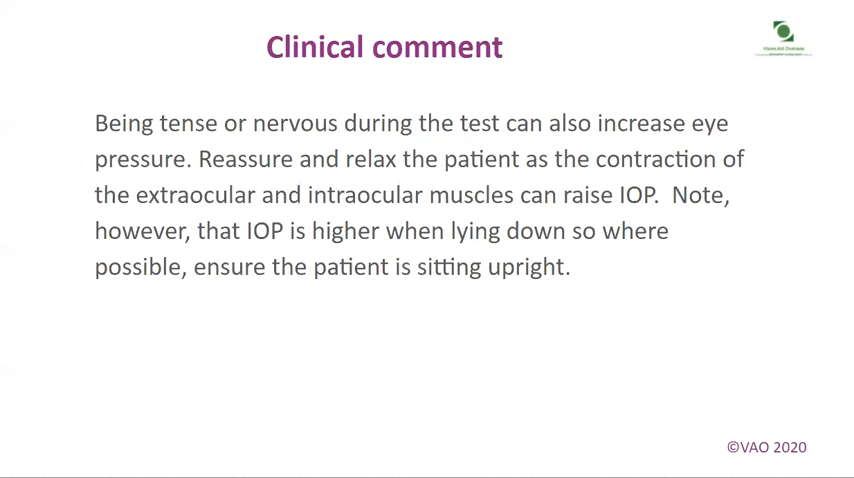 Clinical comment
Vision Aid Overseas
Being tense or nervous during the test can also increase eye
pressure. Reassure and relax the patient as the contraction of
the extraocular and intraocular muscles can raise IOP.  Note,
however, that IOP is higher when lying down so where
possible, ensure the patient is sitting upright.
©VAO 2020